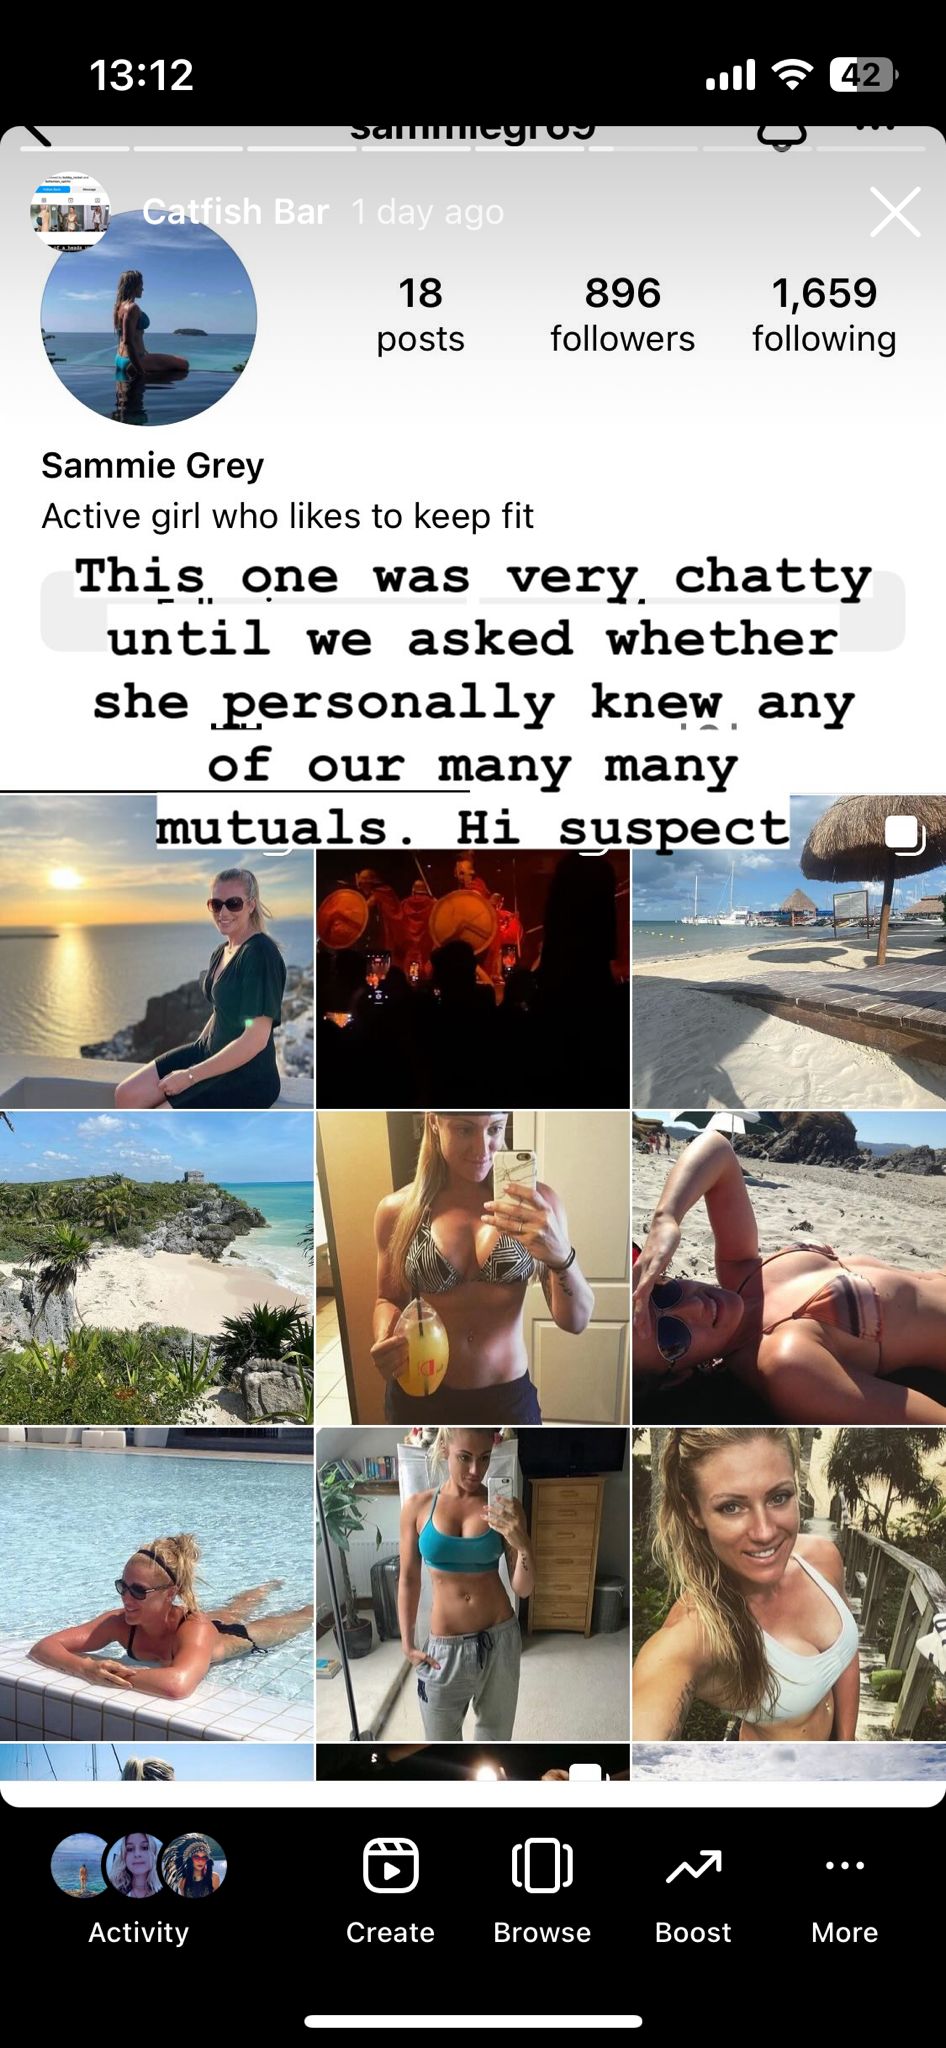 13:12
42
sammiegr69
Catfish Bar 1 day ago
18
posts
896
followers
1,659
following
Sammie Grey
Active girl who likes to keep fit
This one was very chatty
until we asked whether
she personally knew any
of our many many
mutuals. Hi suspect
Activity
Create
Browse
Boost
More